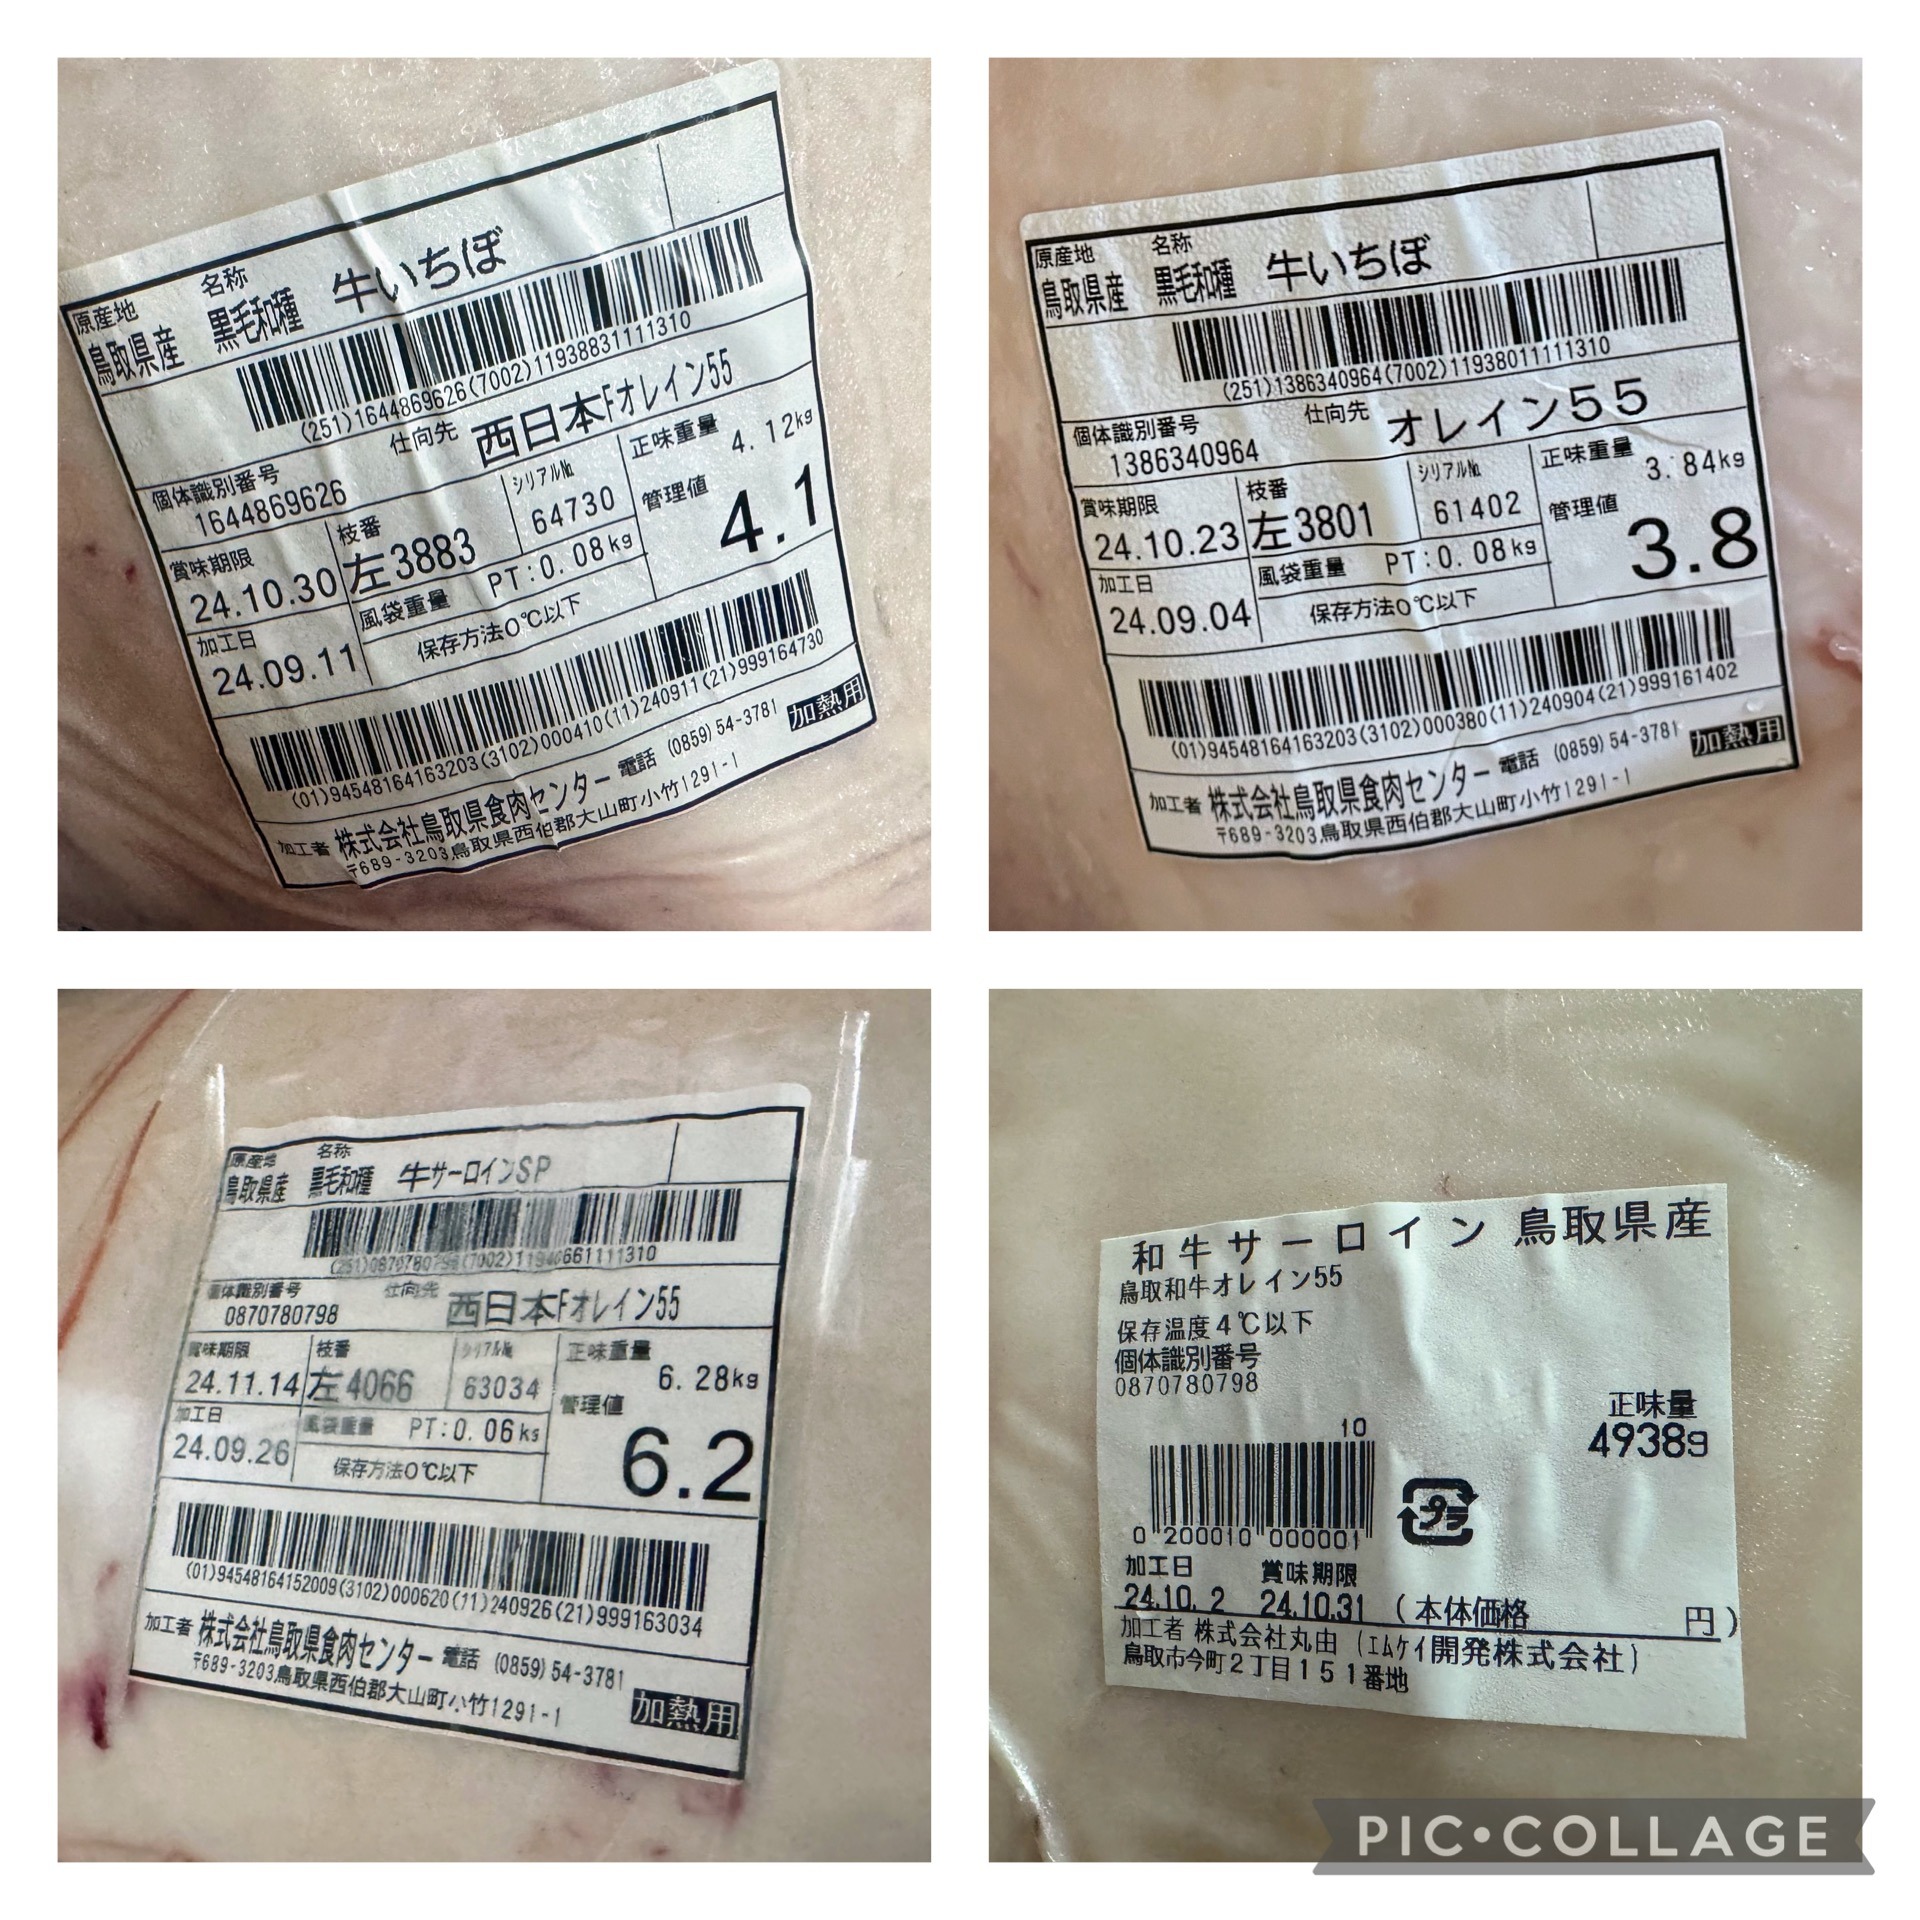 原産地 名称
鳥取県産 黒毛和種 牛いちぼ
(251)1644869626(7002)11938831111310
仕向先 西日本Fオレイン55
個体識別番号
1644869626
賞味期限 枝番 シリアル№ 正味重量
24.10.30 左3883 64730 4.12kg
加工日 風袋重量 PT:0.08kg 管理値
24.09.11 保存方法0℃以下 4.1
(01)94548164163203(3102)000410(11)240911(21)999164730
加工者 株式会社鳥取県食肉センター 電話 (0859)54-3781 加熱用
〒689-3203鳥取県西伯郡大山町小竹1291-1
原産地 名称
鳥取県産 黒毛和種 牛いちぼ
(251)1386340964(7002)11938011111310
個体識別番号 仕向先 オレイン55
1386340964
賞味期限 枝番 シリアル№ 正味重量
24.10.23 左3801 61402 3.84kg
加工日 風袋重量 PT:0.08kg 管理値
24.09.04 保存方法0℃以下 3.8
(01)94548164163203(3102)000380(11)240904(21)999161402
加工者 株式会社鳥取県食肉センター 電話 (0859)54-3781 加熱用
〒689-3203鳥取県西伯郡大山町小竹1291-1
原産地 名称
鳥取県産 黒毛和種 牛サーロインSP
(251)0870780798(7002)11940661111310
個体識別番号 仕向先 西日本Fオレイン55
0870780798
賞味期限 枝番 シリアル№ 正味重量
24.11.14 左4066 63034 6.28kg
加工日 風袋重量 PT:0.06kg 管理値
24.09.26 保存方法0℃以下 6.2
(01)94548164152009(3102)000620(11)240926(21)999163034
加工者 株式会社鳥取県食肉センター 電話 (0859)54-3781
〒689-3203鳥取県西伯郡大山町小竹1291-1 加熱用
和牛サーロイン 鳥取県産
鳥取和牛オレイン55
保存温度4℃以下
個体識別番号
0870780798
正味量
4938g
10
プラ
0 200010 000001
加工日 賞味期限
24.10.2 24.10.31 (本体価格 円)
加工者 株式会社丸由 (エムケイ開発株式会社)
鳥取市今町2丁目151番地
PIC•COLLAGE